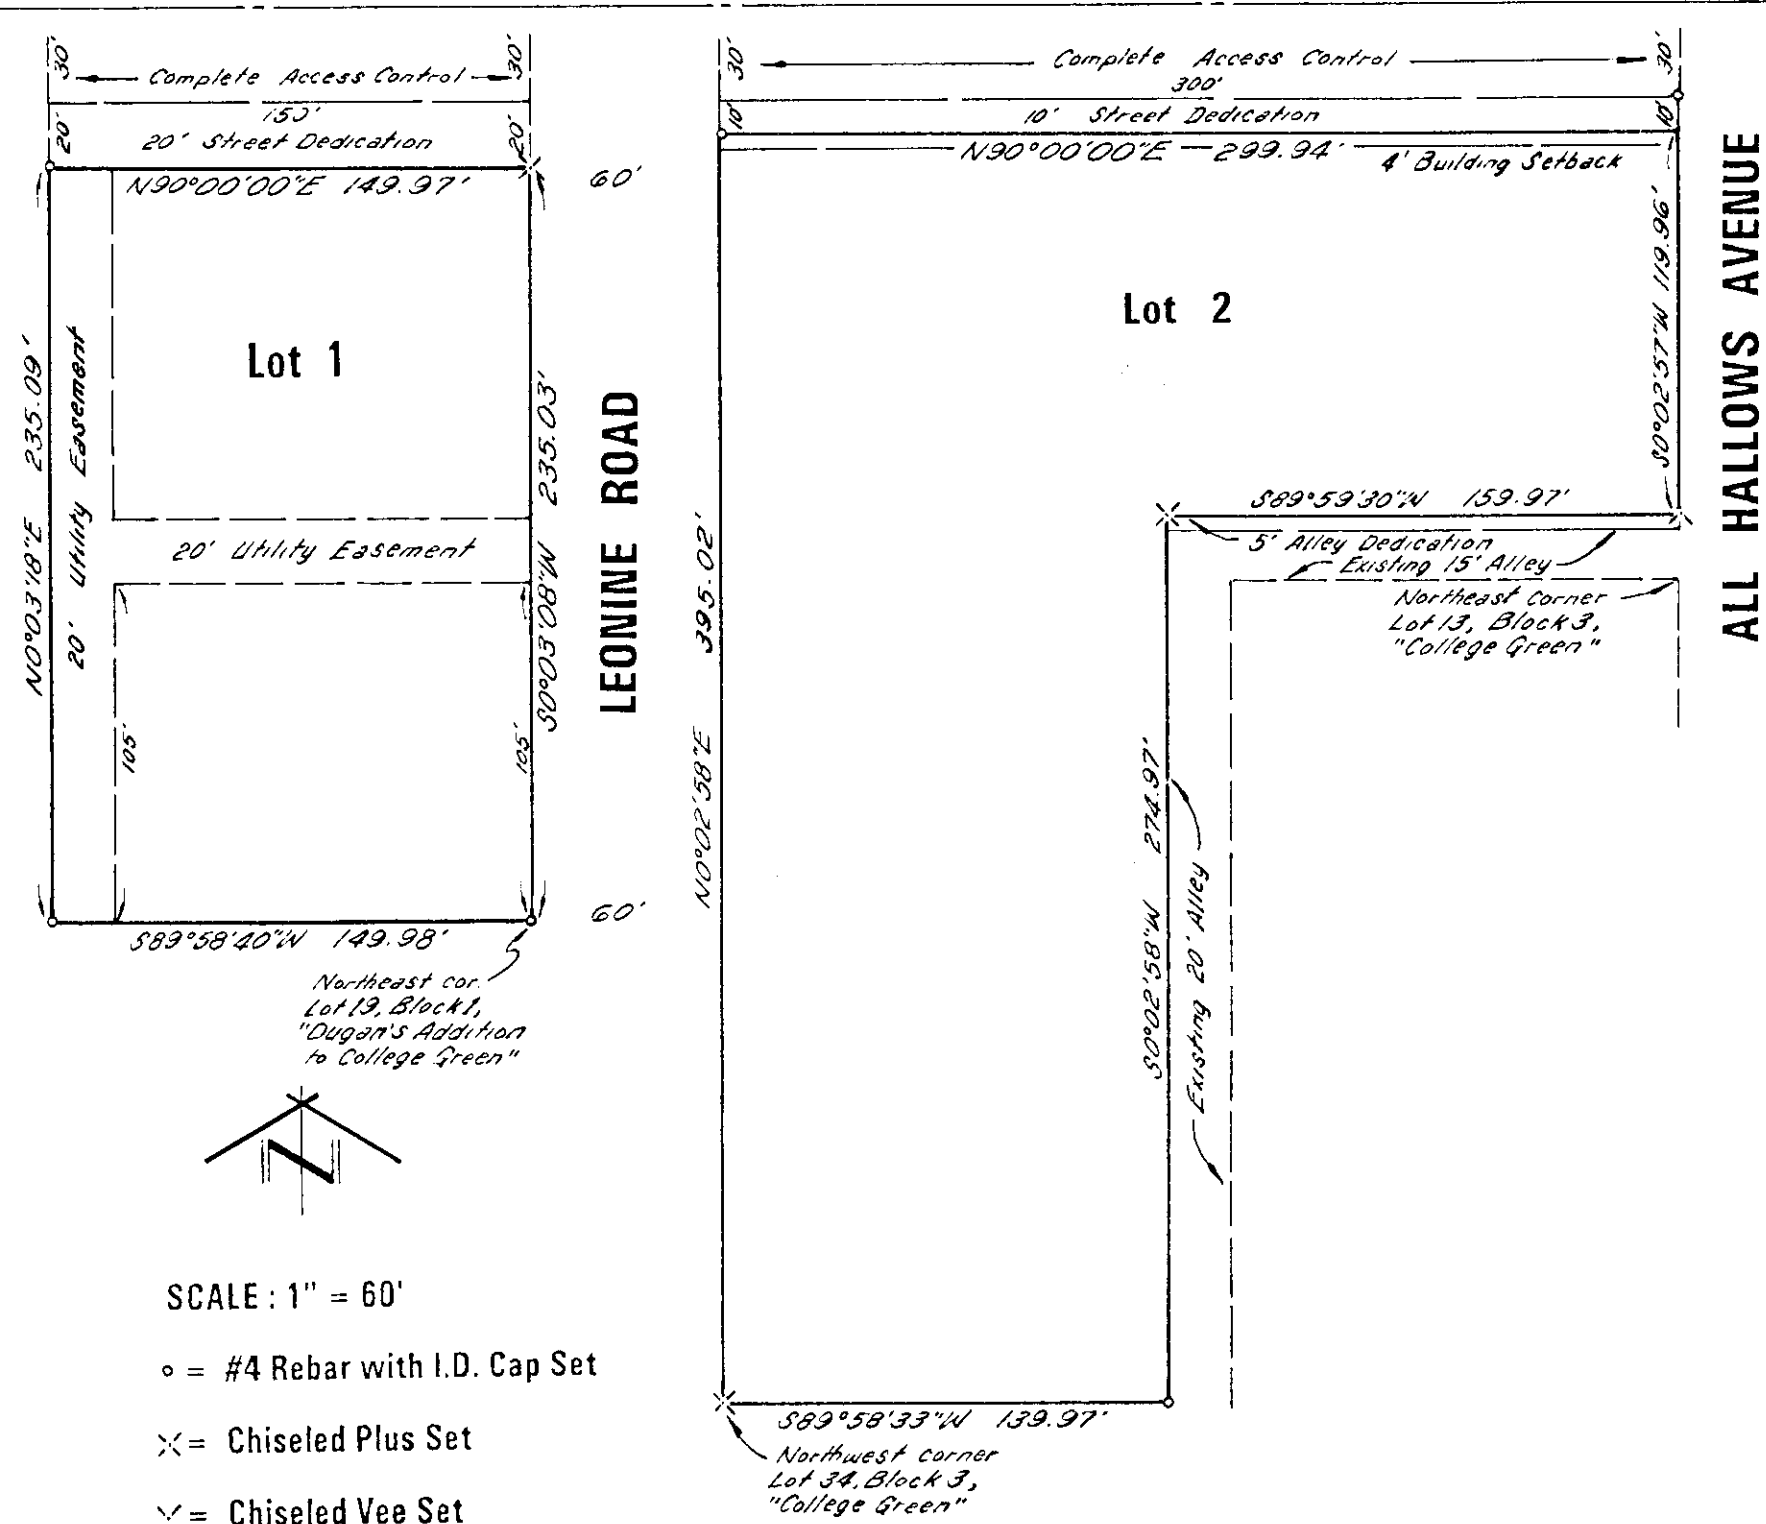 30'
Complete Access Control
30'
150'
20'
20' Street Dedication
20'
N90°00'00"E 149.97'
60'
Lot 1
N0°03'18"E 235.09'
20' Utility Easement
20' Utility Easement
S0°03'08"W 235.03'
105'
105'
60'
S89°58'40"W 149.98'
Northeast cor.
Lot 19, Block 1,
"Dugan's Addition
to College Green"
LEONINE ROAD
30'
Complete Access Control
30'
300'
10'
10' Street Dedication
10'
N90°00'00"E 299.94'
4' Building Setback
Lot 2
S0°02'57"W 119.96'
ALL HALLOWS AVENUE
S89°59'30"W 159.97'
5' Alley Dedication
Existing 15' Alley
Northeast Corner
Lot 13, Block 3,
"College Green"
N0°02'58"E 395.02'
S0°02'58"W 274.97'
Existing 20' Alley
S89°58'33"W 139.97'
Northwest corner
Lot 34, Block 3,
"College Green"
N
SCALE : 1" = 60'
= #4 Rebar with I.D. Cap Set
= Chiseled Plus Set
= Chiseled Vee Set